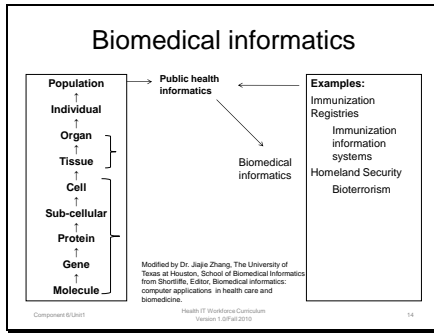 Biomedical informatics
Population
↑
Individual
↑
Organ
↑
Tissue
↑
Cell
↑
Sub-cellular
↑
Protein
↑
Gene
↑
Molecule
Public health
informatics
Biomedical
informatics
Examples:
Immunization
Registries
Immunization
information
systems
Homeland Security
Bioterrorism
Modified by Dr. Jiajie Zhang, The University of
Texas at Houston, School of Biomedical Informatics
from Shortliffe, Editor, Biomedical informatics:
computer applications in health care and
biomedicine.
Component 6/Unit1
Health IT Workforce Curriculum
Version 1.0/Fall 2010
14